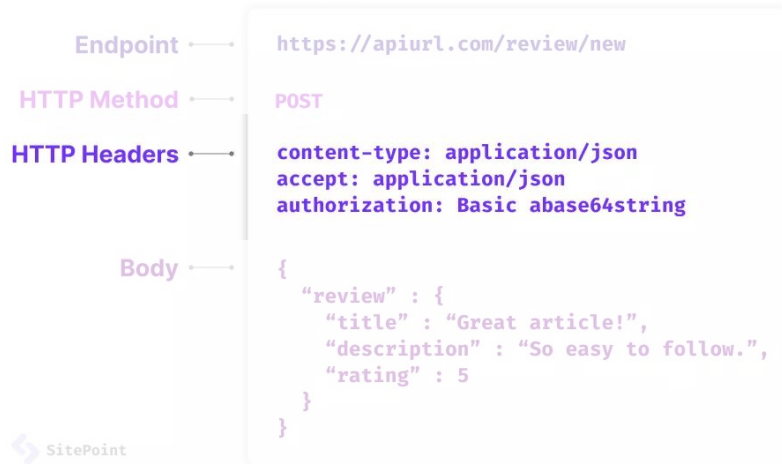 Endpoint https://apiurl.com/review/new
HTTP Method POST
HTTP Headers content-type: application/json
accept: application/json
authorization: Basic abase64string
Body {
“review” : {
“title” : “Great article!”,
“description” : “So easy to follow.”,
“rating” : 5
}
}
SitePoint